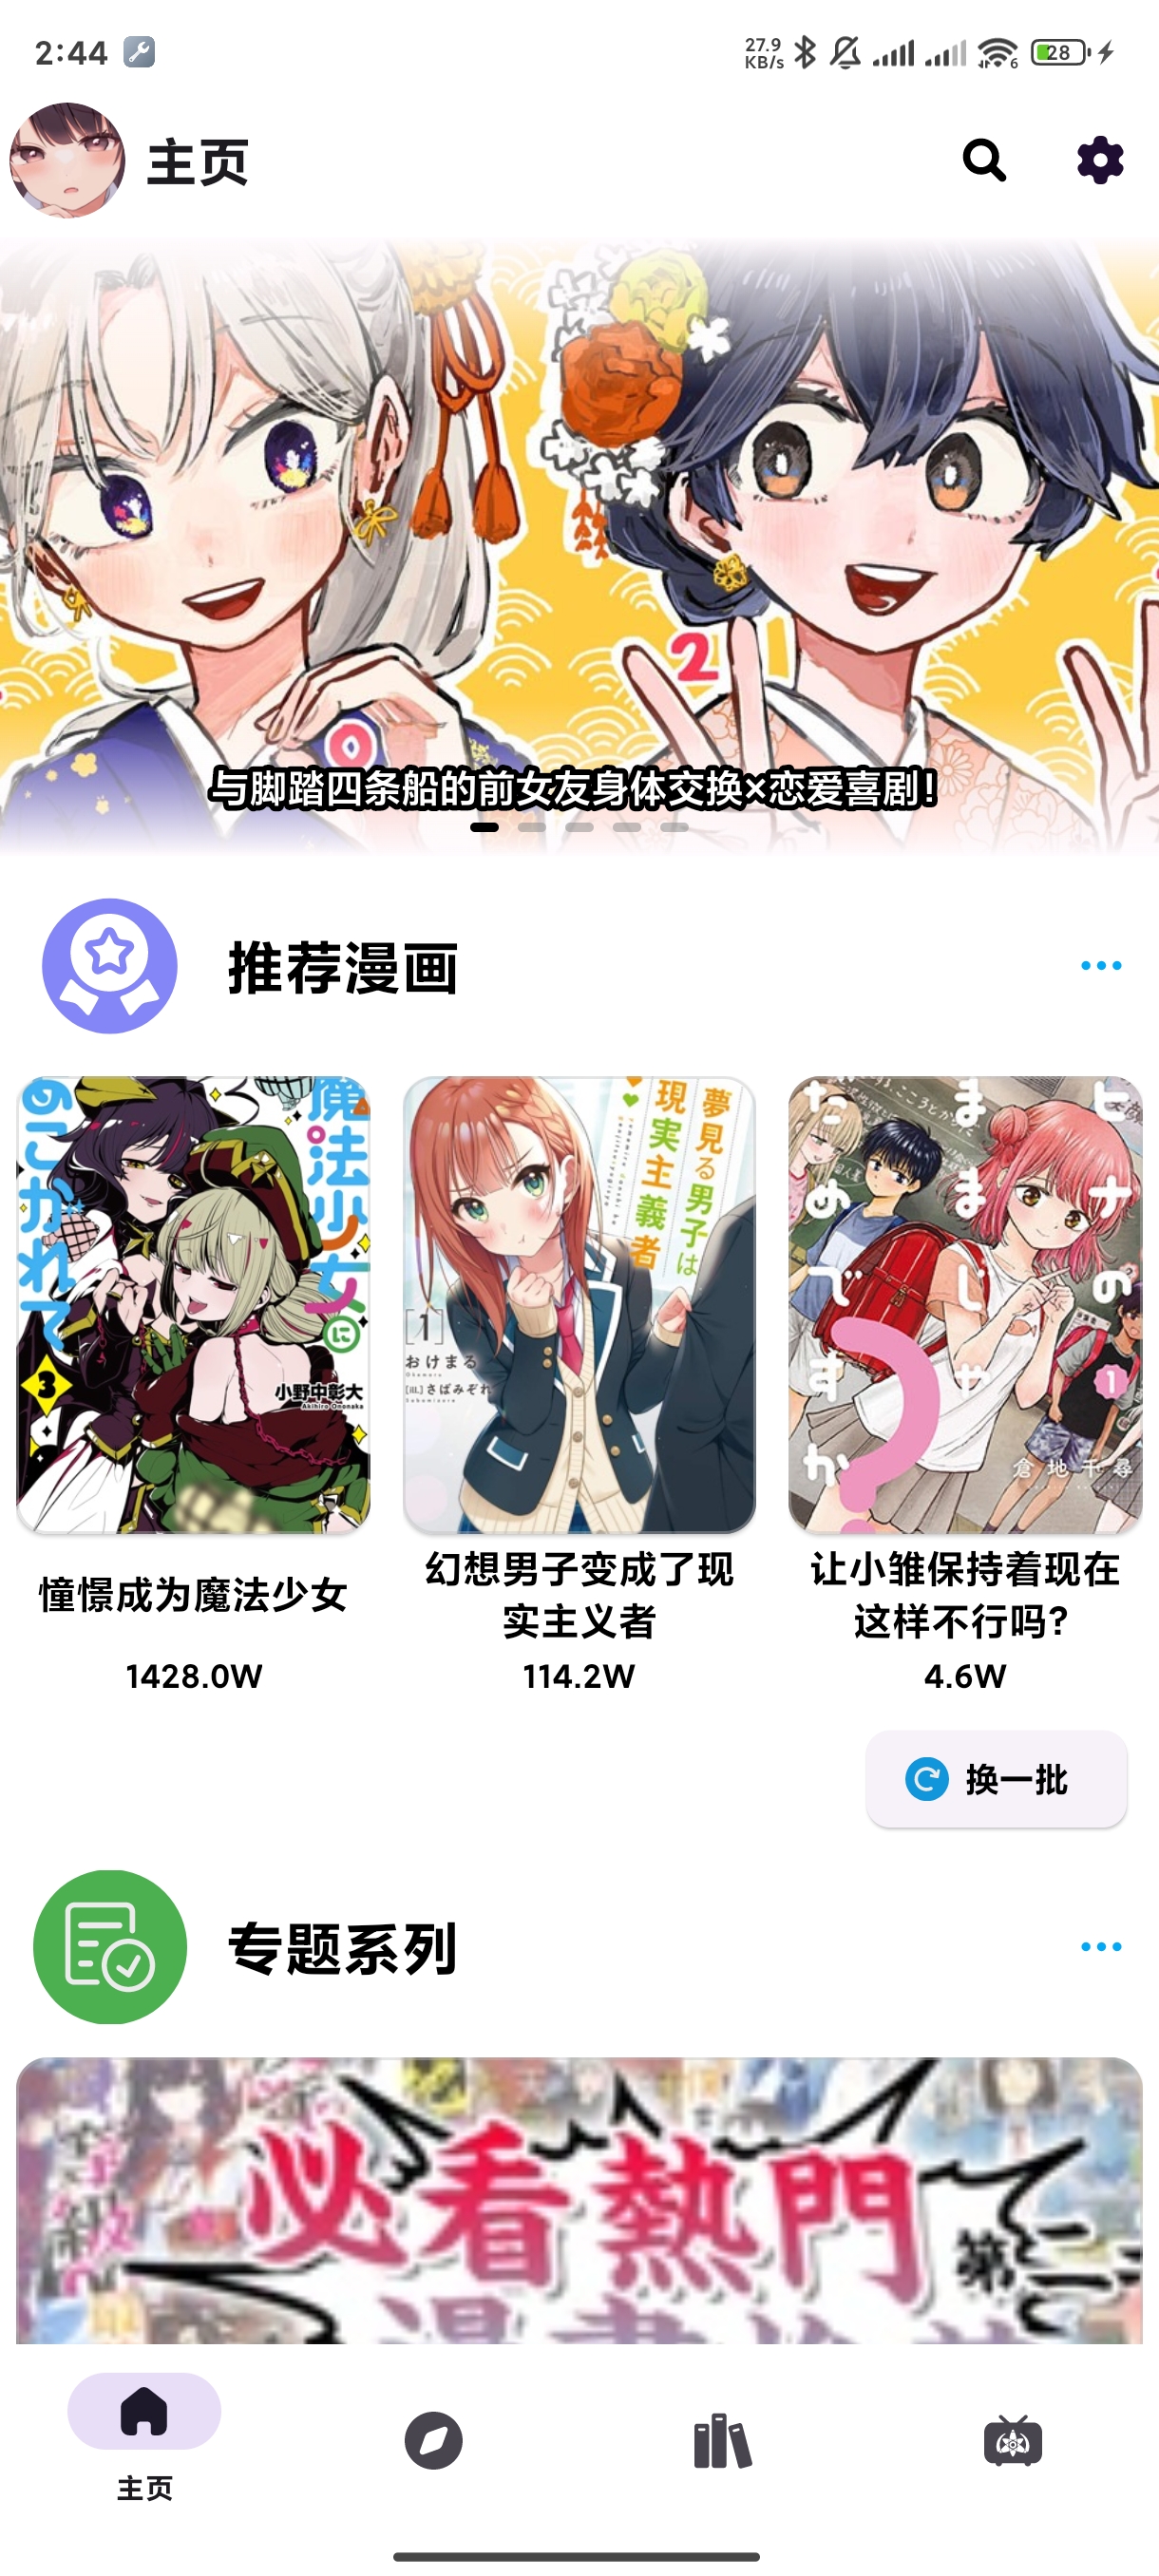 2:44
27.9
KB/s
6
28
主页
2
0
与脚踏四条船的前女友身体交换×恋爱喜剧!
推荐漫画
魔法少女に
あこがれて
3
小野中彰大
Akihiro Ononaka
夢見る男子は
現実主義者
[1]
おけまる
Okemaru
[ILL.]さばみぞれ
Sabamizore
ヒナの
ままじゃ
だめですか?
1
倉地千尋
憧憬成为魔法少女
幻想男子变成了现
实主义者
让小雏保持着现在
这样不行吗?
1428.0W
114.2W
4.6W
换一批
专题系列
必看熱門
第二
主页